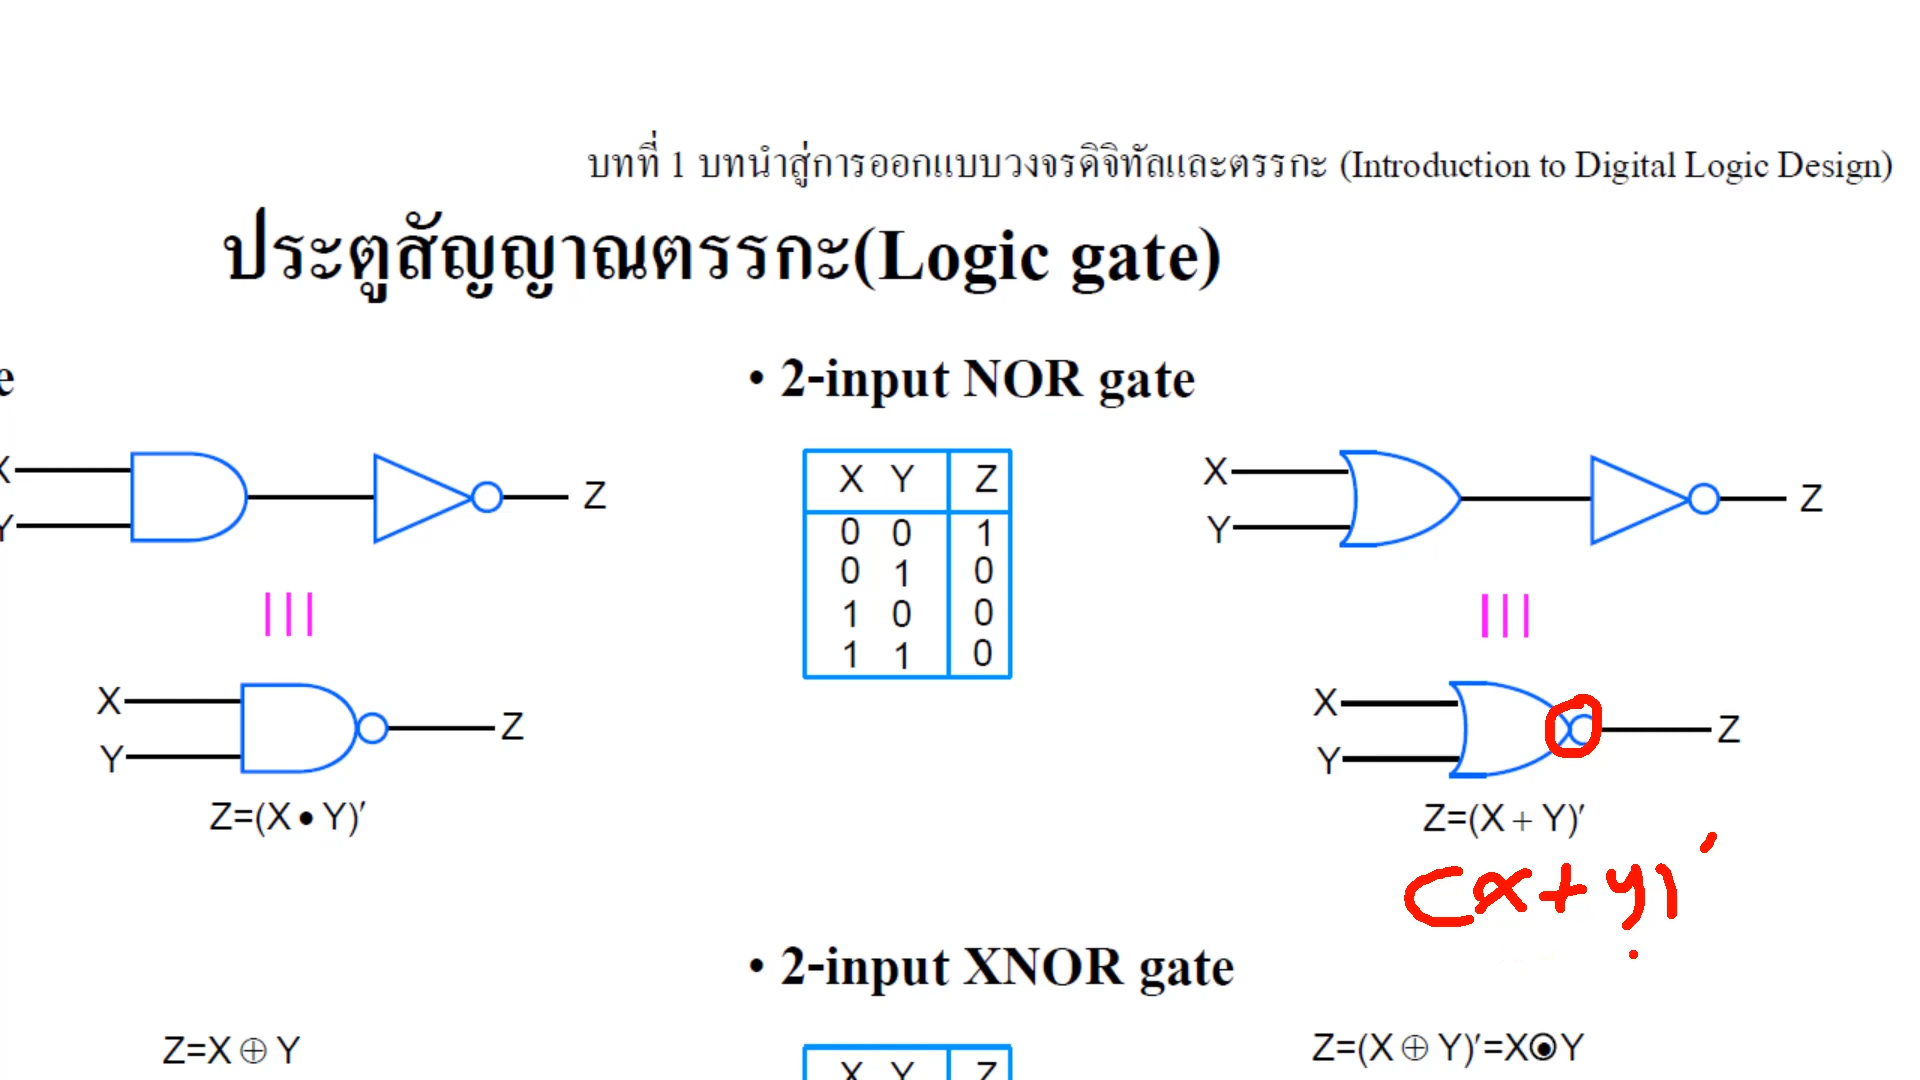 บทที่ 1 บทนำสู่การออกแบบวงจรดิจิทัลและตรรกะ (Introduction to Digital Logic Design)
ประตูสัญญาณตรรกะ(Logic gate)
e
X
Y
Z
X
Y
Z
Z=(X • Y)′
• 2-input NOR gate
X Y Z
0 0 1
0 1 0
1 0 0
1 1 0
X
Y
Z
X
Y
Z
Z=(X + Y)′
(x+y)′
Z=X ⊕ Y
• 2-input XNOR gate
X Y Z
Z=(X ⊕ Y)′=X⊙Y